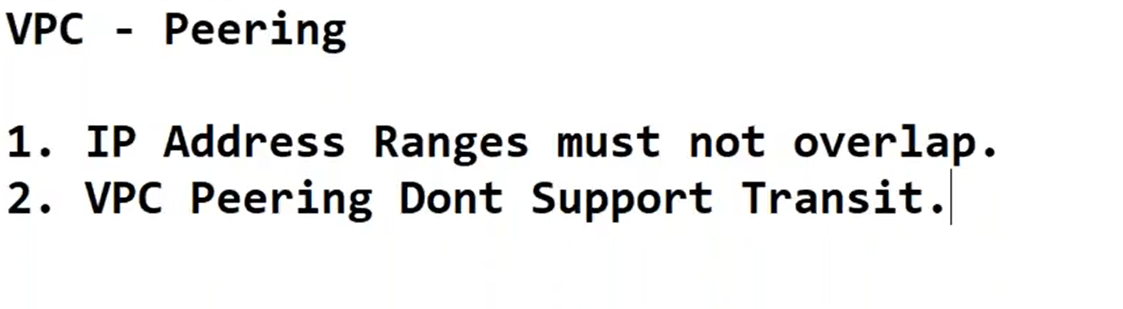 VPC - Peering
1. IP Address Ranges must not overlap.
2. VPC Peering Dont Support Transit.